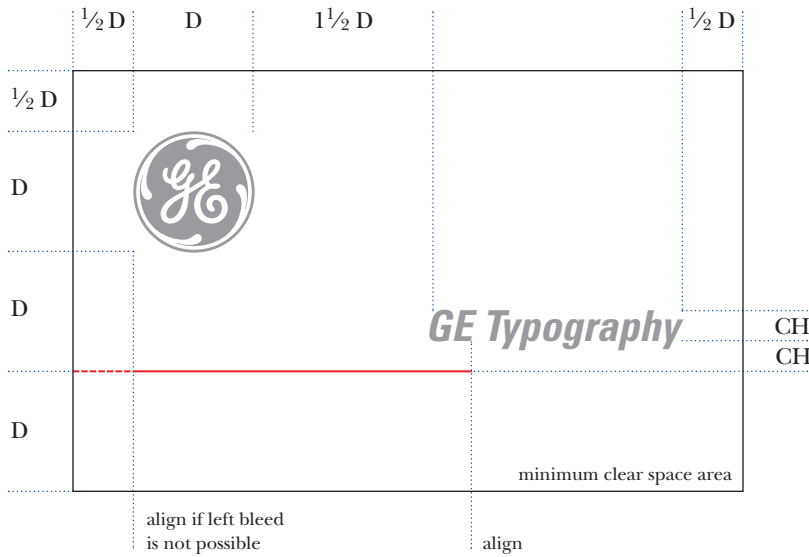 ½ D D 1½ D ½ D
½ D
D
GE
D
GE Typography
CH
CH
D
minimum clear space area
align if left bleed
is not possible
align